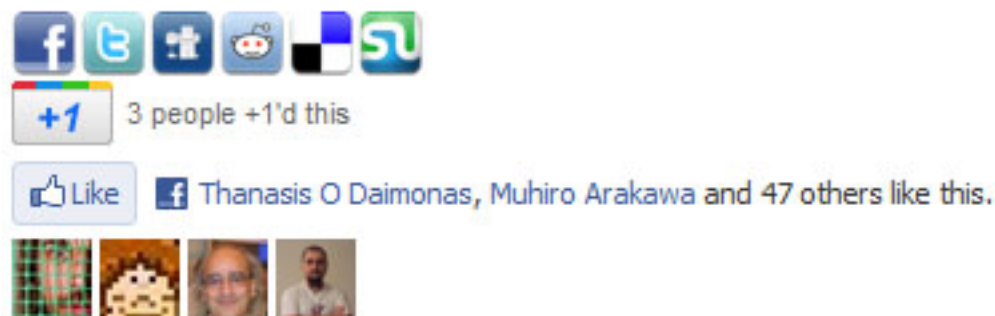 +1 3 people +1'd this
Like Thanasis O Daimonas, Muhiro Arakawa and 47 others like this.